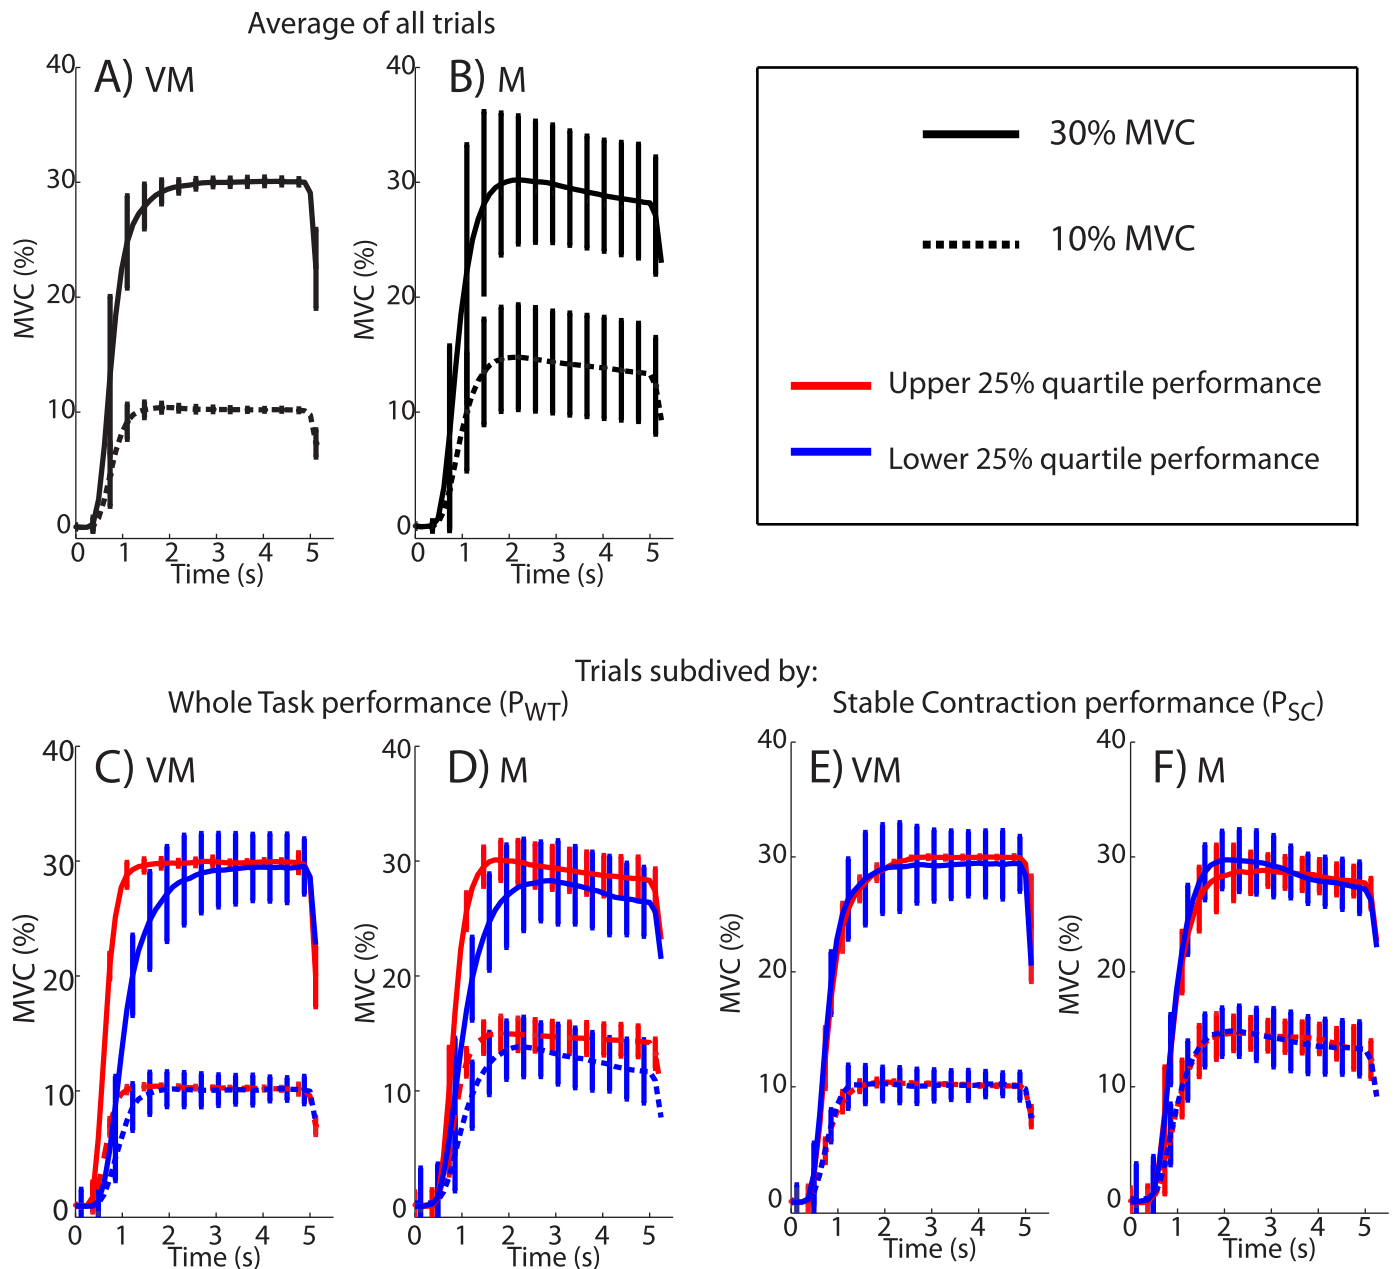 Average of all trials
A) VM
B) M
40
30
20
10
0
MVC (%)
0 1 2 3 4 5
Time (s)
40
30
20
10
0
MVC (%)
0 1 2 3 4 5
Time (s)
30% MVC
10% MVC
Upper 25% quartile performance
Lower 25% quartile performance
Trials subdived by:
Whole Task performance (PWT)
Stable Contraction performance (PSC)
C) VM
40
30
20
10
0
MVC (%)
0 1 2 3 4 5
Time (s)
D) M
40
30
20
10
0
MVC (%)
0 1 2 3 4 5
Time (s)
E) VM
40
30
20
10
0
MVC (%)
0 1 2 3 4 5
Time (s)
F) M
40
30
20
10
0
MVC (%)
0 1 2 3 4 5
Time (s)